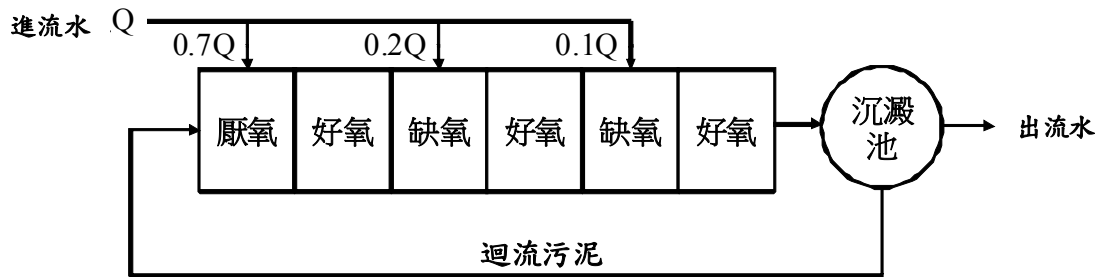 進流水 Q
0.7Q 0.2Q 0.1Q
厭氧 好氧 缺氧 好氧 缺氧 好氧
沉澱
池
出流水
迴流污泥